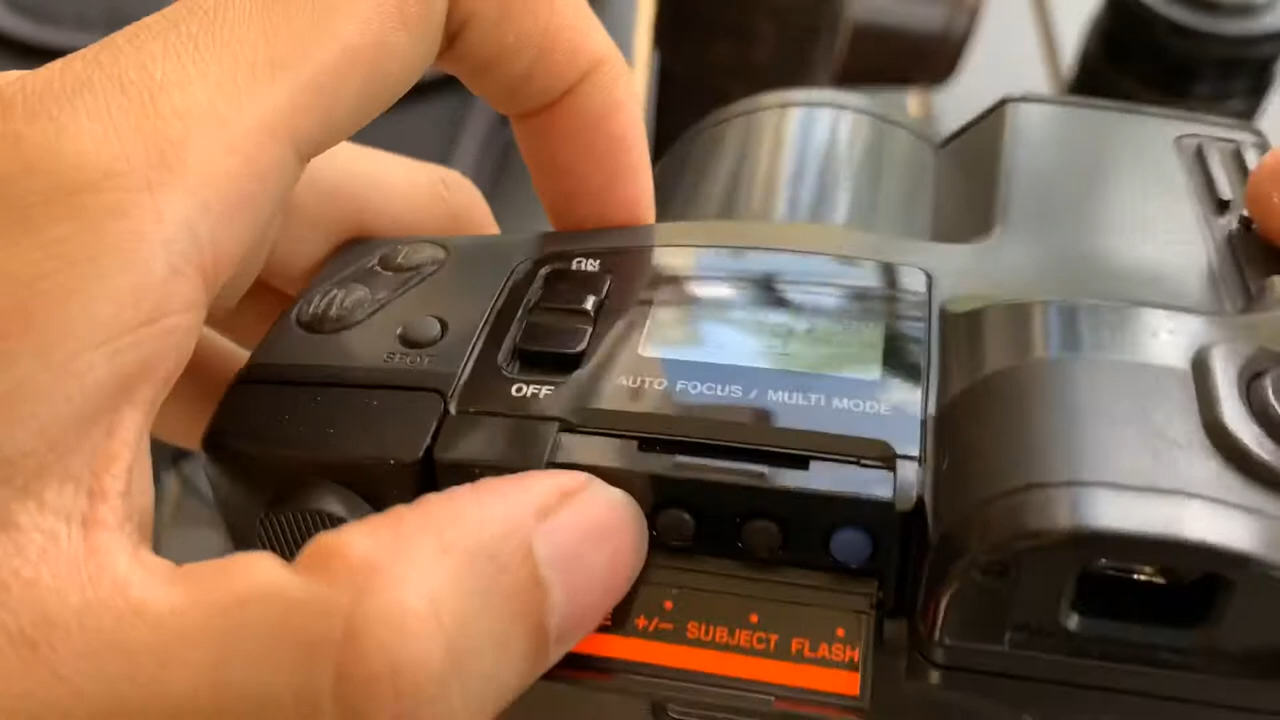 ON
SPOT
OFF
AUTO FOCUS / MULTI MODE
+/− SUBJECT FLASH